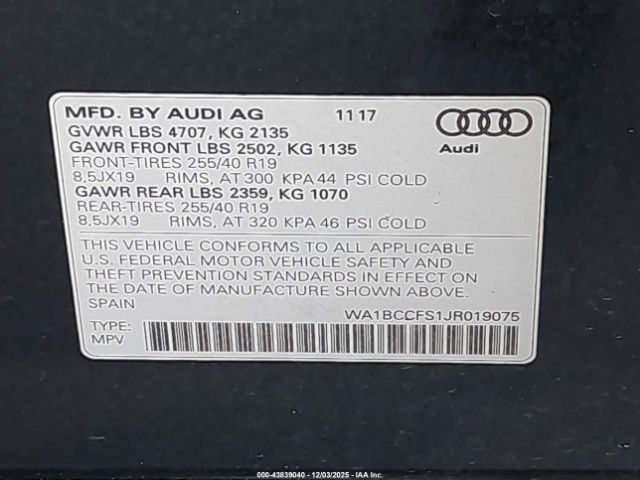 MFD. BY AUDI AG 11 17
GVWR LBS 4707, KG 2135
GAWR FRONT LBS 2502, KG 1135
FRONT-TIRES 255/40 R19
8,5JX19 RIMS, AT 300 KPA 44 PSI COLD
GAWR REAR LBS 2359, KG 1070
REAR-TIRES 255/40 R19
8,5JX19 RIMS, AT 320 KPA 46 PSI COLD
Audi
THIS VEHICLE CONFORMS TO ALL APPLICABLE
U.S. FEDERAL MOTOR VEHICLE SAFETY AND
THEFT PREVENTION STANDARDS IN EFFECT ON
THE DATE OF MANUFACTURE SHOWN ABOVE.
SPAIN WA1BCCFS1JR019075
TYPE:
MPV
000-43839040 - 12/03/2025 - IAA Inc.